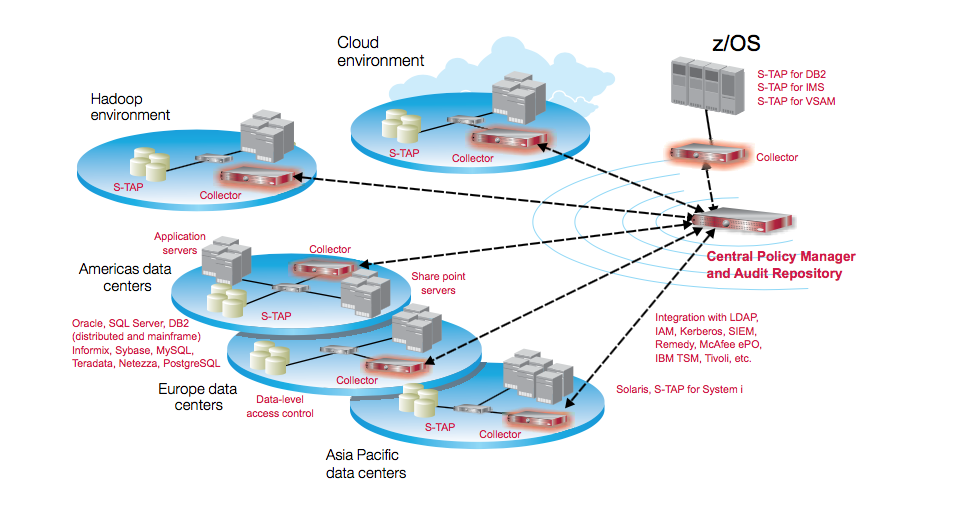 Cloud
environment
z/OS
S-TAP for DB2
S-TAP for IMS
S-TAP for VSAM
Hadoop
environment
S-TAP
Collector
Collector
S-TAP
Collector
Application
servers
Collector
Central Policy Manager
and Audit Repository
Americas data
centers
Share point
servers
S-TAP
Oracle, SQL Server, DB2
(distributed and mainframe)
Informix, Sybase, MySQL,
Teradata, Netezza, PostgreSQL
Integration with LDAP,
IAM, Kerberos, SIEM,
Remedy, McAfee ePO,
IBM TSM, Tivoli, etc.
Collector
Europe data
centers
Data-level
access control
Solaris, S-TAP for System i
S-TAP
Collector
Asia Pacific
data centers